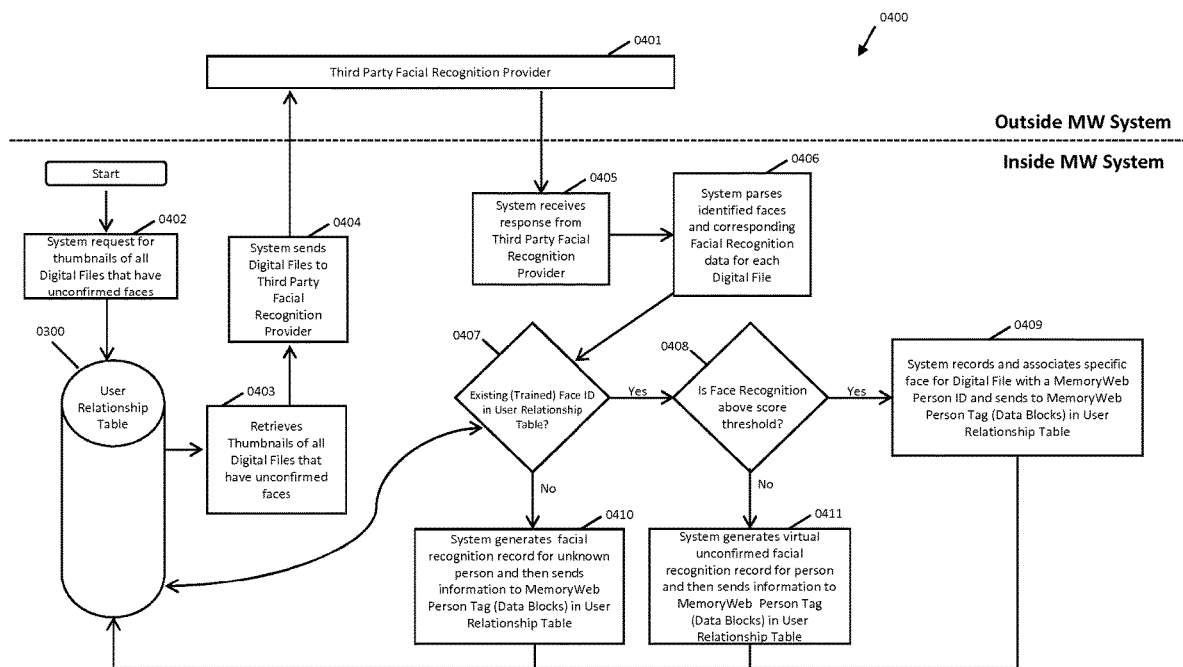 0400
0401
Third Party Facial Recognition Provider
Outside MW System
Inside MW System
Start
0402
System request for
thumbnails of all
Digital Files that have
unconfirmed faces
0300
User
Relationship
Table
0403
Retrieves
Thumbnails of all
Digital Files that
have unconfirmed
faces
0404
System sends
Digital Files to
Third Party
Facial
Recognition
Provider
0405
System receives
response from
Third Party Facial
Recognition
Provider
0406
System parses
identified faces
and corresponding
Facial Recognition
data for each
Digital File
0407
Existing (Trained) Face ID
in User Relationship
Table?
Yes
No
0408
Is Face Recognition
above score
threshold?
Yes
No
0409
System records and associates specific
face for Digital File with a MemoryWeb
Person ID and sends to MemoryWeb
Person Tag (Data Blocks) in User
Relationship Table
0410
System generates facial
recognition record for unknown
person and then sends
information to MemoryWeb
Person Tag (Data Blocks) in User
Relationship Table
0411
System generates virtual
unconfirmed facial
recognition record for person
and then sends information to
MemoryWeb Person Tag
(Data Blocks) in User
Relationship Table